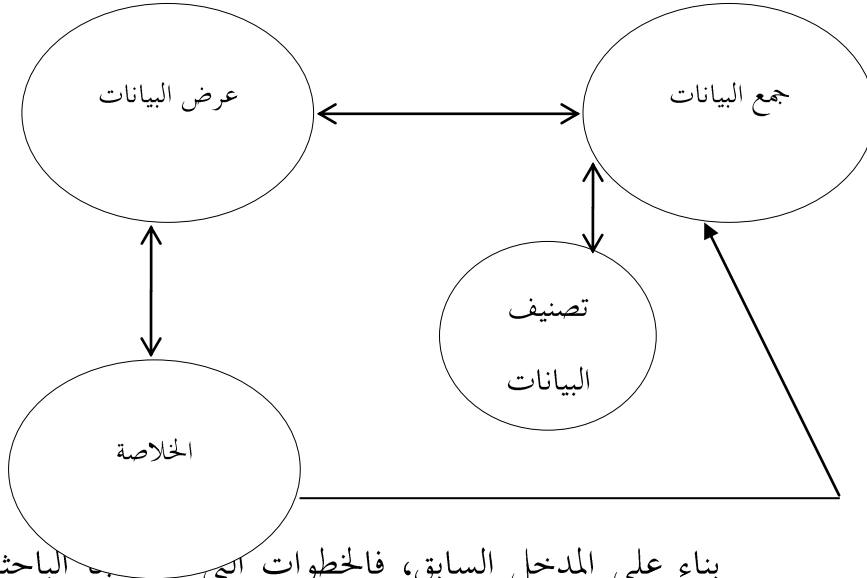 جمع البيانات
عرض البيانات
تصنيف
البيانات
الخلاصة
بناء على المدخل السابق، فالخطوات